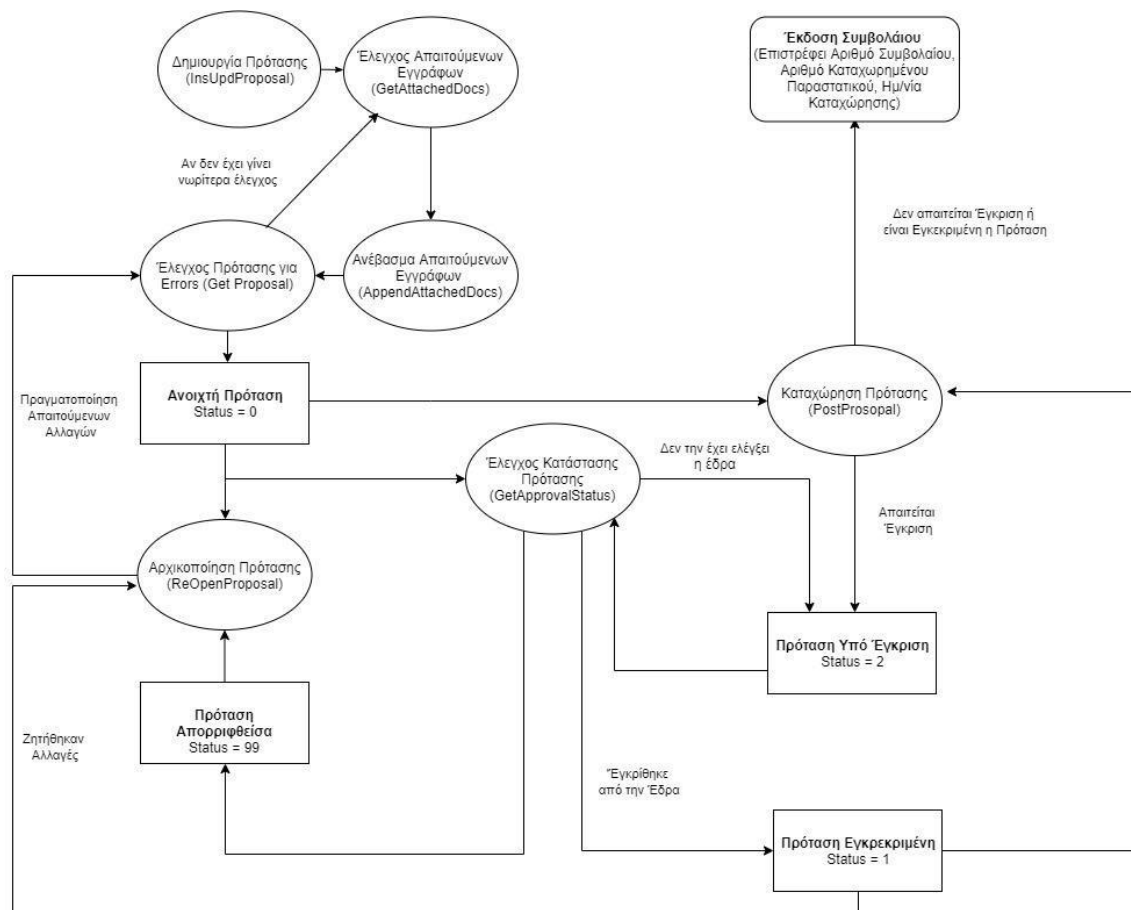 Δημιουργία Πρότασης
(InsUpdProposal)
Έλεγχος Απαιτούμενων
Εγγράφων
(GetAttachedDocs)
Έκδοση Συμβολάιου
(Επιστρέφει Αριθμό Συμβολαίου,
Αριθμό Καταχωρημένου
Παραστατικού, Ημ/νία
Καταχώρησης)
Αν δεν έχει γίνει
νωρίτερα έλεγχος
Δεν απαιτείται Έγκριση ή
είναι Εγκεκριμένη η Πρόταση
Έλεγχος Πρότασης για
Errors (Get Proposal)
Ανέβασμα Απαιτούμενων
Εγγράφων
(AppendAttachedDocs)
Πραγματοποίηση
Απαιτούμενων
Αλλαγών
Ανοιχτή Πρόταση
Status = 0
Καταχώρηση Πρότασης
(PostProsopal)
Έλεγχος Κατάστασης
Πρότασης
(GetApprovalStatus)
Δεν την έχει ελέγξει
η έδρα
Απαιτείται
Έγκριση
Αρχικοποίηση Πρότασης
(ReOpenProposal)
Πρόταση Υπό Έγκριση
Status = 2
Πρόταση
Απορριφθείσα
Status = 99
Ζητήθηκαν
Αλλαγές
Έγκρίθηκε
από την Έδρα
Πρόταση Εγκρεκριμένη
Status = 1